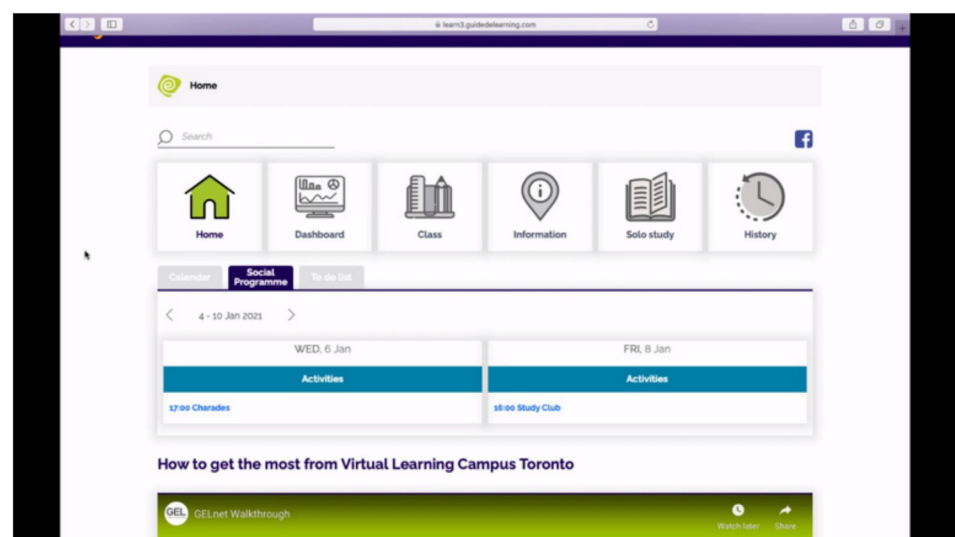 learn3.guidedelearning.com
Home
Search
Home
Dashboard
Class
Information
Solo study
History
Calendar
Social
Programme
To do list
4 - 10 Jan 2021
WED, 6 Jan
FRI, 8 Jan
Activities
Activities
17:00 Charades
16:00 Study Club
How to get the most from Virtual Learning Campus Toronto
GEL
GELnet Walkthrough
Watch later
Share